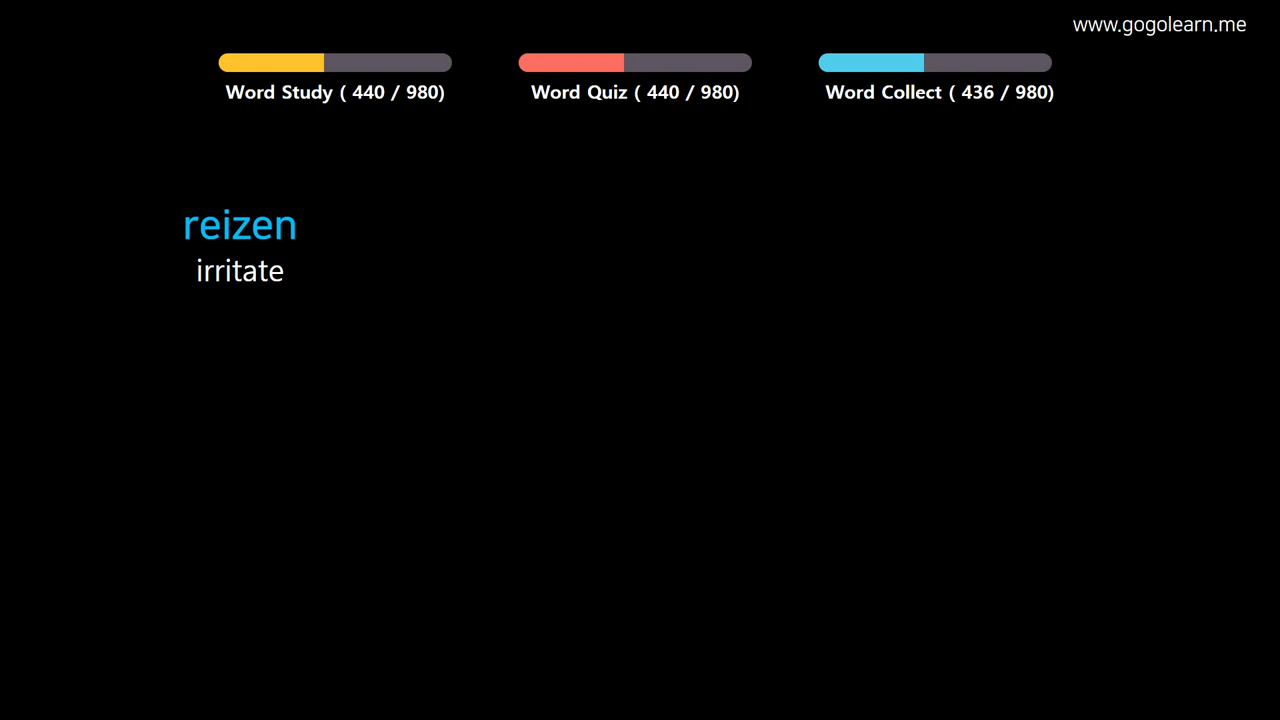 www.gogolearn.me
Word Study ( 440 / 980)
Word Quiz ( 440 / 980)
Word Collect ( 436 / 980)
reizen
irritate